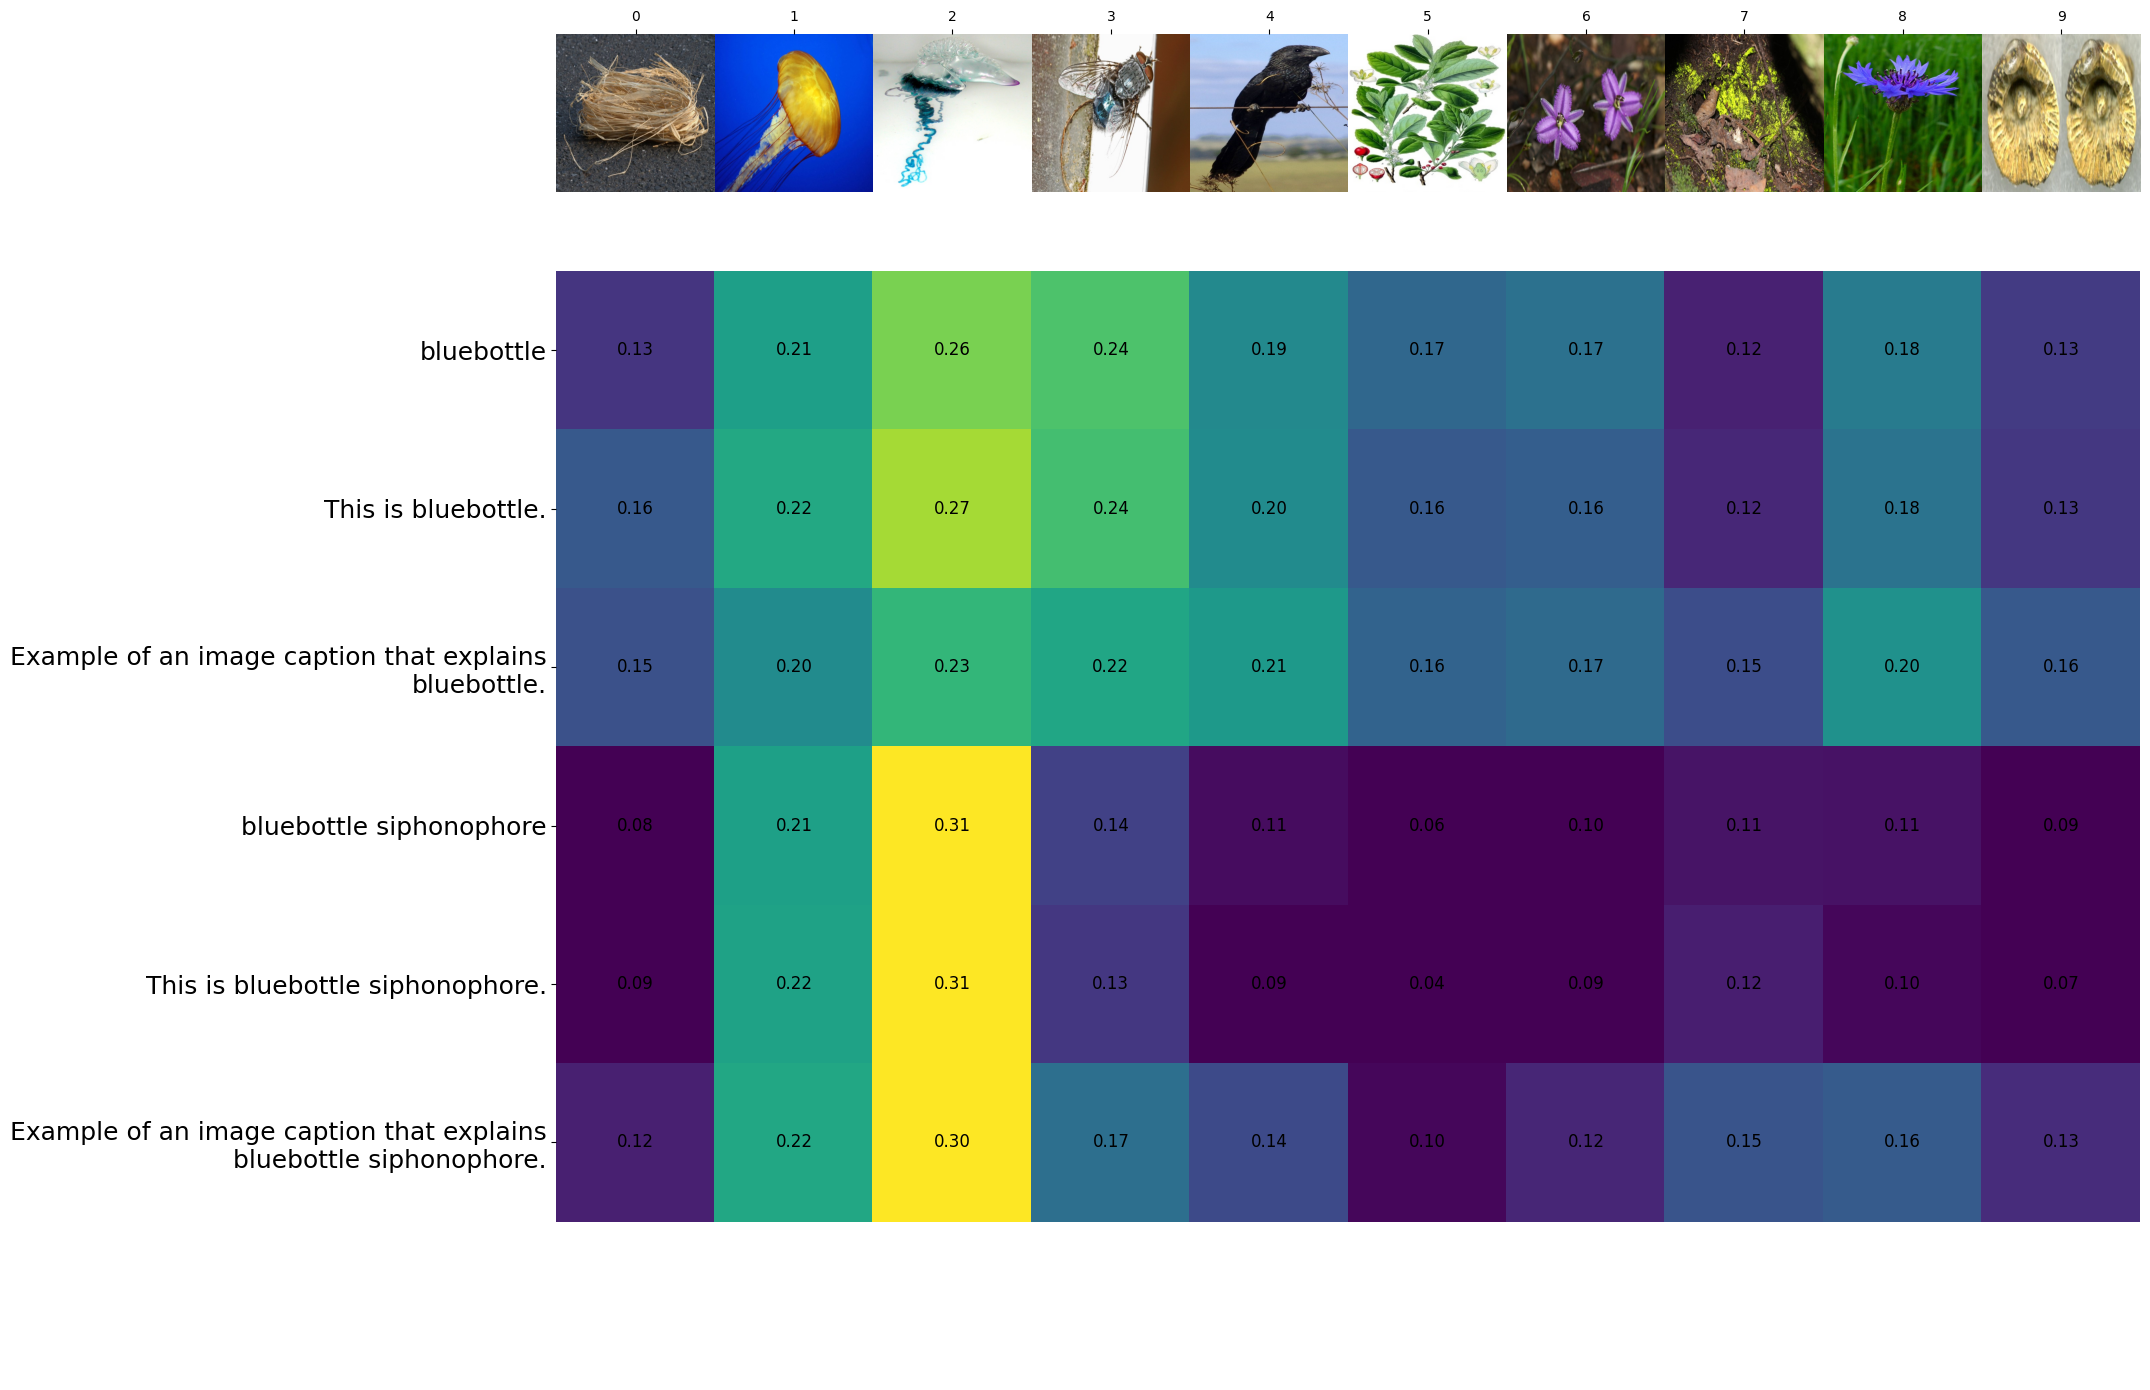 0 1 2 3 4 5 6 7 8 9
bluebottle 0.13 0.21 0.26 0.24 0.19 0.17 0.17 0.12 0.18 0.13
This is bluebottle. 0.16 0.22 0.27 0.24 0.20 0.16 0.16 0.12 0.18 0.13
Example of an image caption that explains
bluebottle. 0.15 0.20 0.23 0.22 0.21 0.16 0.17 0.15 0.20 0.16
bluebottle siphonophore 0.08 0.21 0.31 0.14 0.11 0.06 0.10 0.11 0.11 0.09
This is bluebottle siphonophore. 0.09 0.22 0.31 0.13 0.09 0.04 0.09 0.12 0.10 0.07
Example of an image caption that explains
bluebottle siphonophore. 0.12 0.22 0.30 0.17 0.14 0.10 0.12 0.15 0.16 0.13